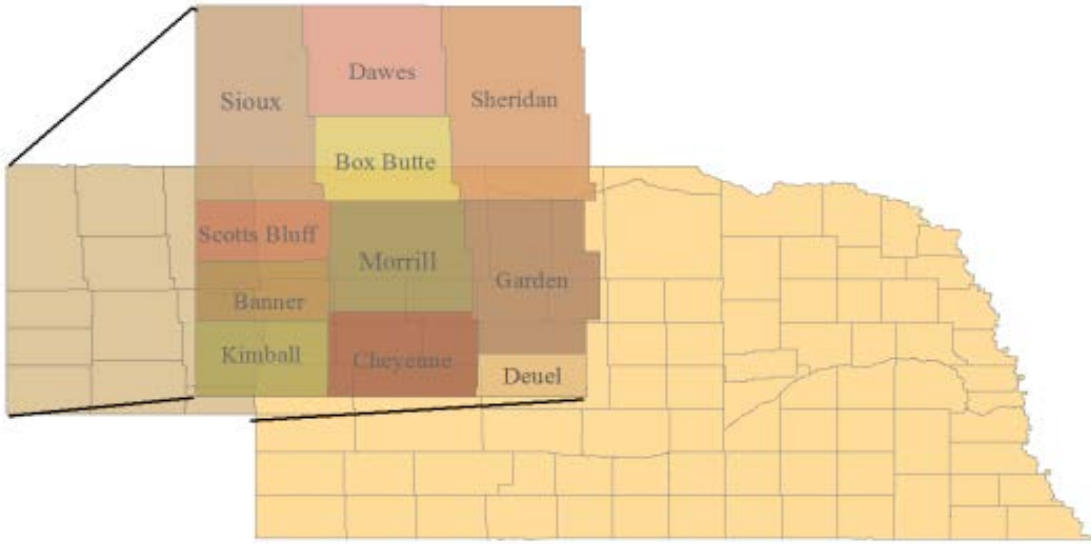 Sioux
Dawes
Sheridan
Box Butte
Scotts Bluff
Morrill
Garden
Banner
Kimball
Cheyenne
Deuel